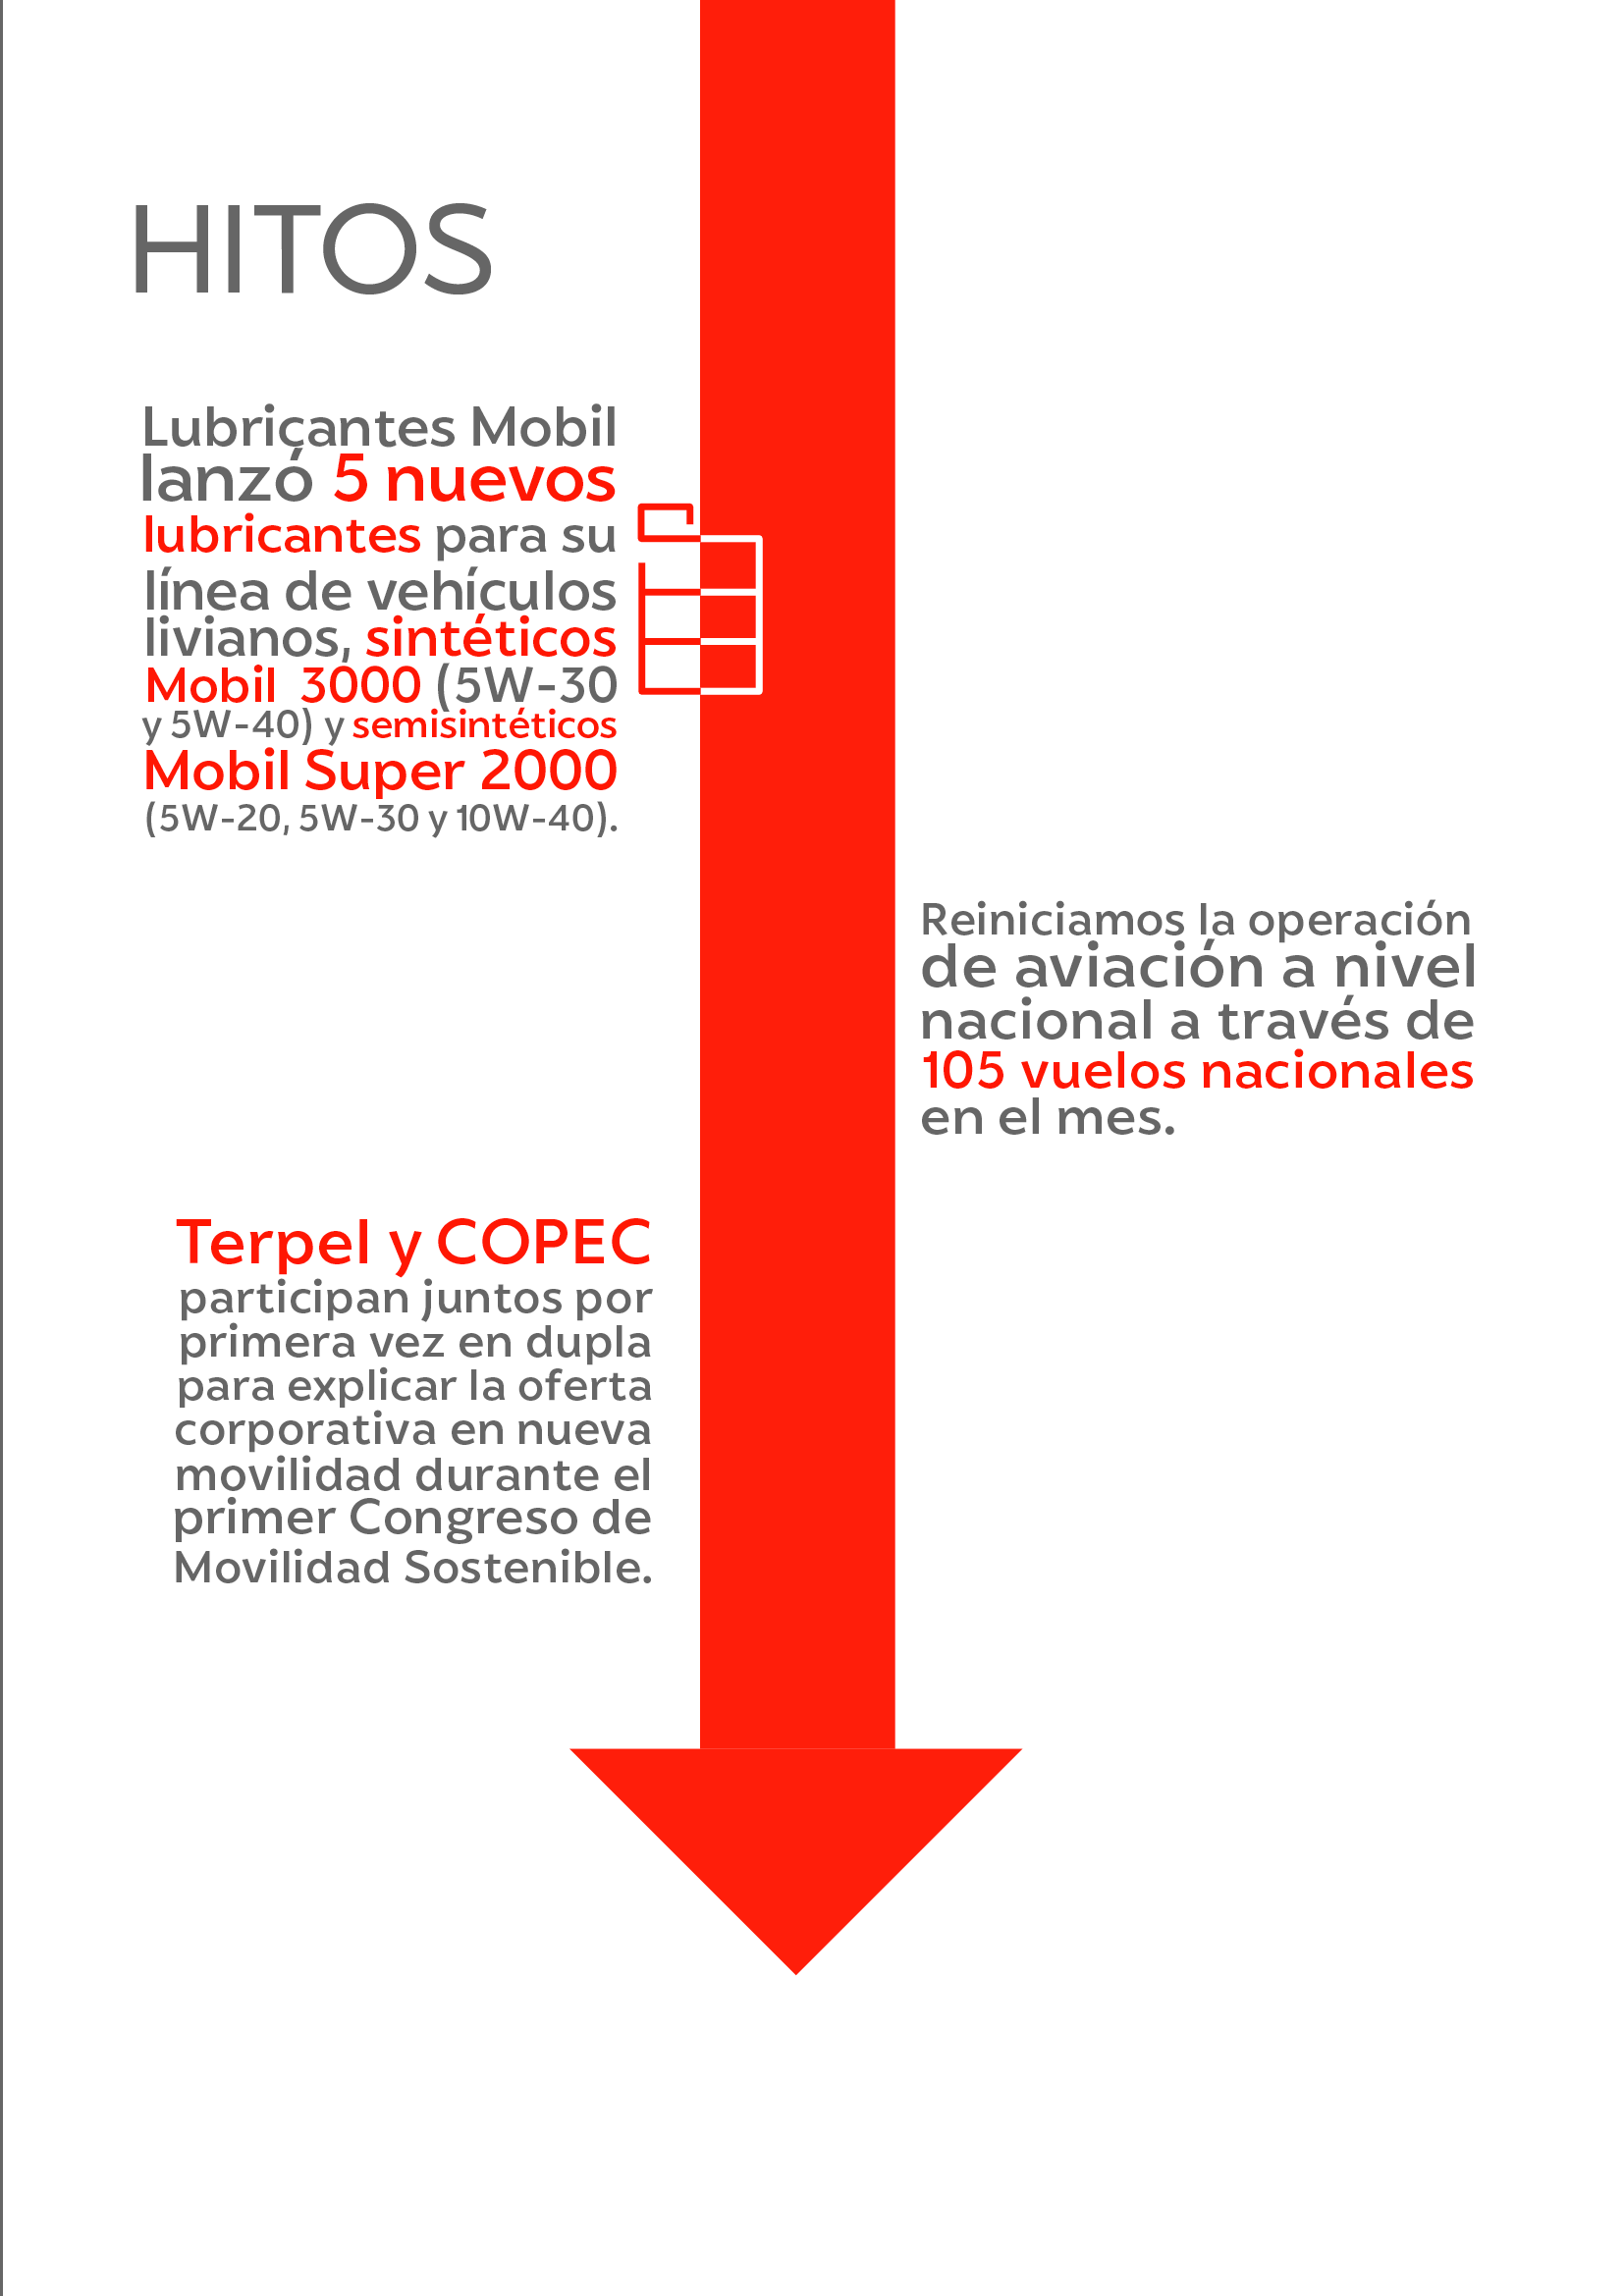 HITOS
Lubricantes Mobil
lanzó 5 nuevos
lubricantes para su
línea de vehículos
livianos, sintéticos
Mobil 3000 (5W-30
y 5W-40) y semisintéticos
Mobil Super 2000
(5W-20, 5W-30 y 10W-40).
Reiniciamos la operación
de aviación a nivel
nacional a través de
105 vuelos nacionales
en el mes.
Terpel y COPEC
participan juntos por
primera vez en dupla
para explicar la oferta
corporativa en nueva
movilidad durante el
primer Congreso de
Movilidad Sostenible.